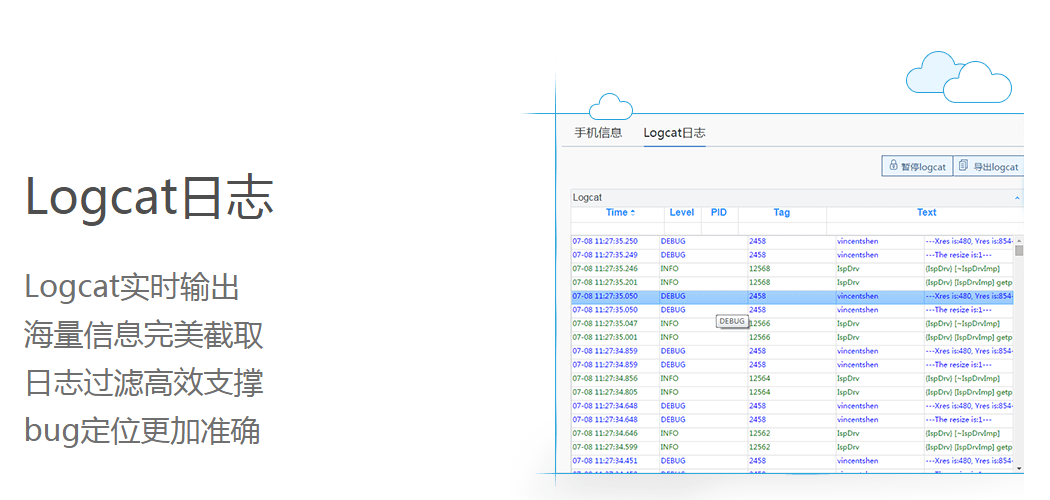 手机信息 Logcat日志
暂停logcat 导出logcat
Logcat日志
Logcat实时输出
海量信息完美截取
日志过滤高效支撑
bug定位更加准确
Logcat
Time Level PID Tag Text
07-08 11:27:35.250 DEBUG 2458 vincentshen ---Xres is:480, Yres is:854-
07-08 11:27:35.249 DEBUG 2458 vincentshen ---The resize is:1---
07-08 11:27:35.246 INFO 12568 IspDrv (IspDrv) [~IspDrvImp]
07-08 11:27:35.201 INFO 12568 IspDrv (IspDrv) [IspDrvImp] getp
07-08 11:27:35.050 DEBUG 2458 vincentshen ---Xres is:480, Yres is:854-
07-08 11:27:35.050 DEBUG 2458 vincentshen ---The resize is:1---
07-08 11:27:35.047 INFO 12566 IspDrv (IspDrv) [~IspDrvImp]
DEBUG
07-08 11:27:35.001 INFO 12566 IspDrv (IspDrv) [IspDrvImp] getp
07-08 11:27:34.859 DEBUG 2458 vincentshen ---Xres is:480, Yres is:854-
07-08 11:27:34.859 DEBUG 2458 vincentshen ---The resize is:1---
07-08 11:27:34.856 INFO 12564 IspDrv (IspDrv) [~IspDrvImp]
07-08 11:27:34.805 INFO 12564 IspDrv (IspDrv) [IspDrvImp] getp
07-08 11:27:34.648 DEBUG 2458 vincentshen ---Xres is:480, Yres is:854-
07-08 11:27:34.648 DEBUG 2458 vincentshen ---The resize is:1---
07-08 11:27:34.646 INFO 12562 IspDrv (IspDrv) [~IspDrvImp]
07-08 11:27:34.599 INFO 12562 IspDrv (IspDrv) [IspDrvImp] getp
07-08 11:27:34.451 DEBUG 2458 vincentshen ---Xres is:480, Yres is:854-